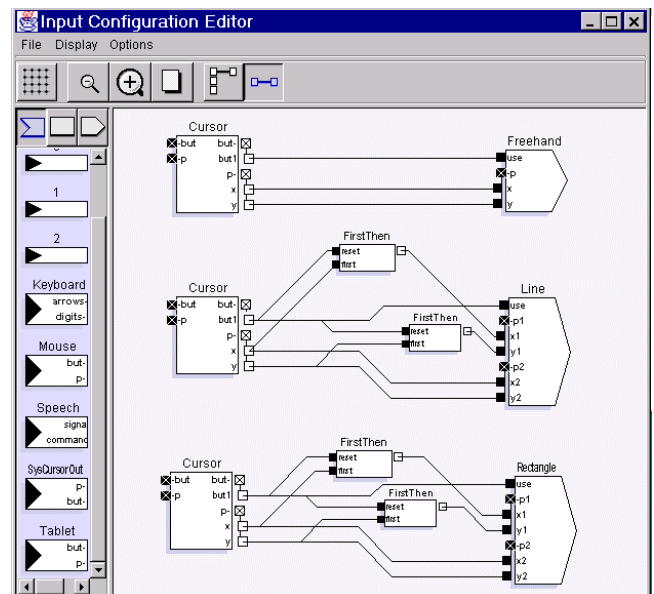 Input Configuration Editor
File Display Options
1
2
Keyboard
arrows-
digits-
Mouse
but-
p-
Speech
signa
command
SysCursorOut
p-
but-
Tablet
but-
p-
Cursor
-but but-
-p but1
p-
x
y
Freehand
use
-p
x
y
FirstThen
reset
first
Cursor
-but but-
-p but1
p-
x
y
FirstThen
reset
first
Line
use
-p1
x1
y1
-p2
x2
y2
FirstThen
reset
first
Cursor
-but but-
-p but1
p-
x
y
FirstThen
reset
first
Rectangle
use
-p1
x1
y1
-p2
x2
y2